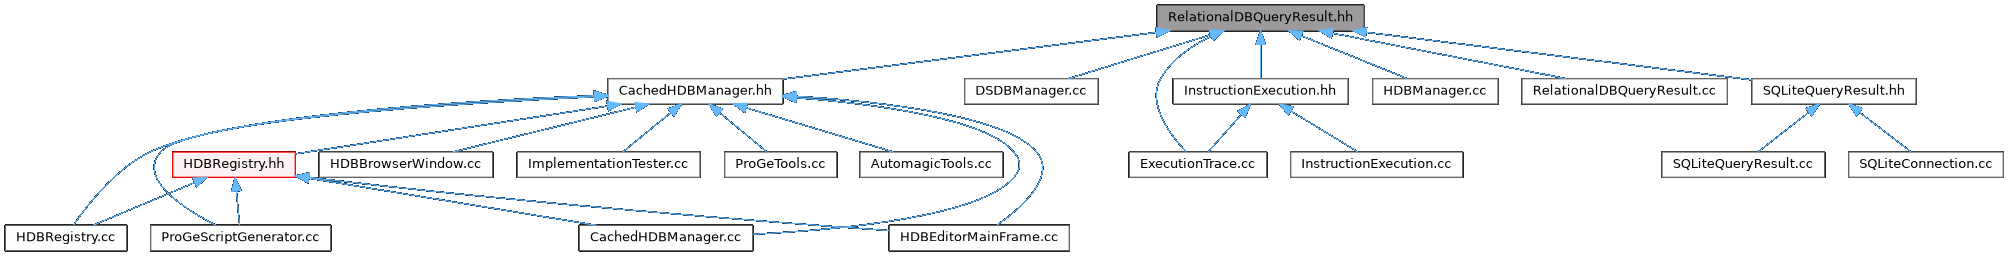 RelationalDBQueryResult.hh
CachedHDBManager.hh
DSDBManager.cc
InstructionExecution.hh
HDBManager.cc
RelationalDBQueryResult.cc
SQLiteQueryResult.hh
HDBRegistry.hh
HDBBrowserWindow.cc
ImplementationTester.cc
ProGeTools.cc
AutomagicTools.cc
ExecutionTrace.cc
InstructionExecution.cc
SQLiteQueryResult.cc
SQLiteConnection.cc
HDBRegistry.cc
ProGeScriptGenerator.cc
CachedHDBManager.cc
HDBEditorMainFrame.cc